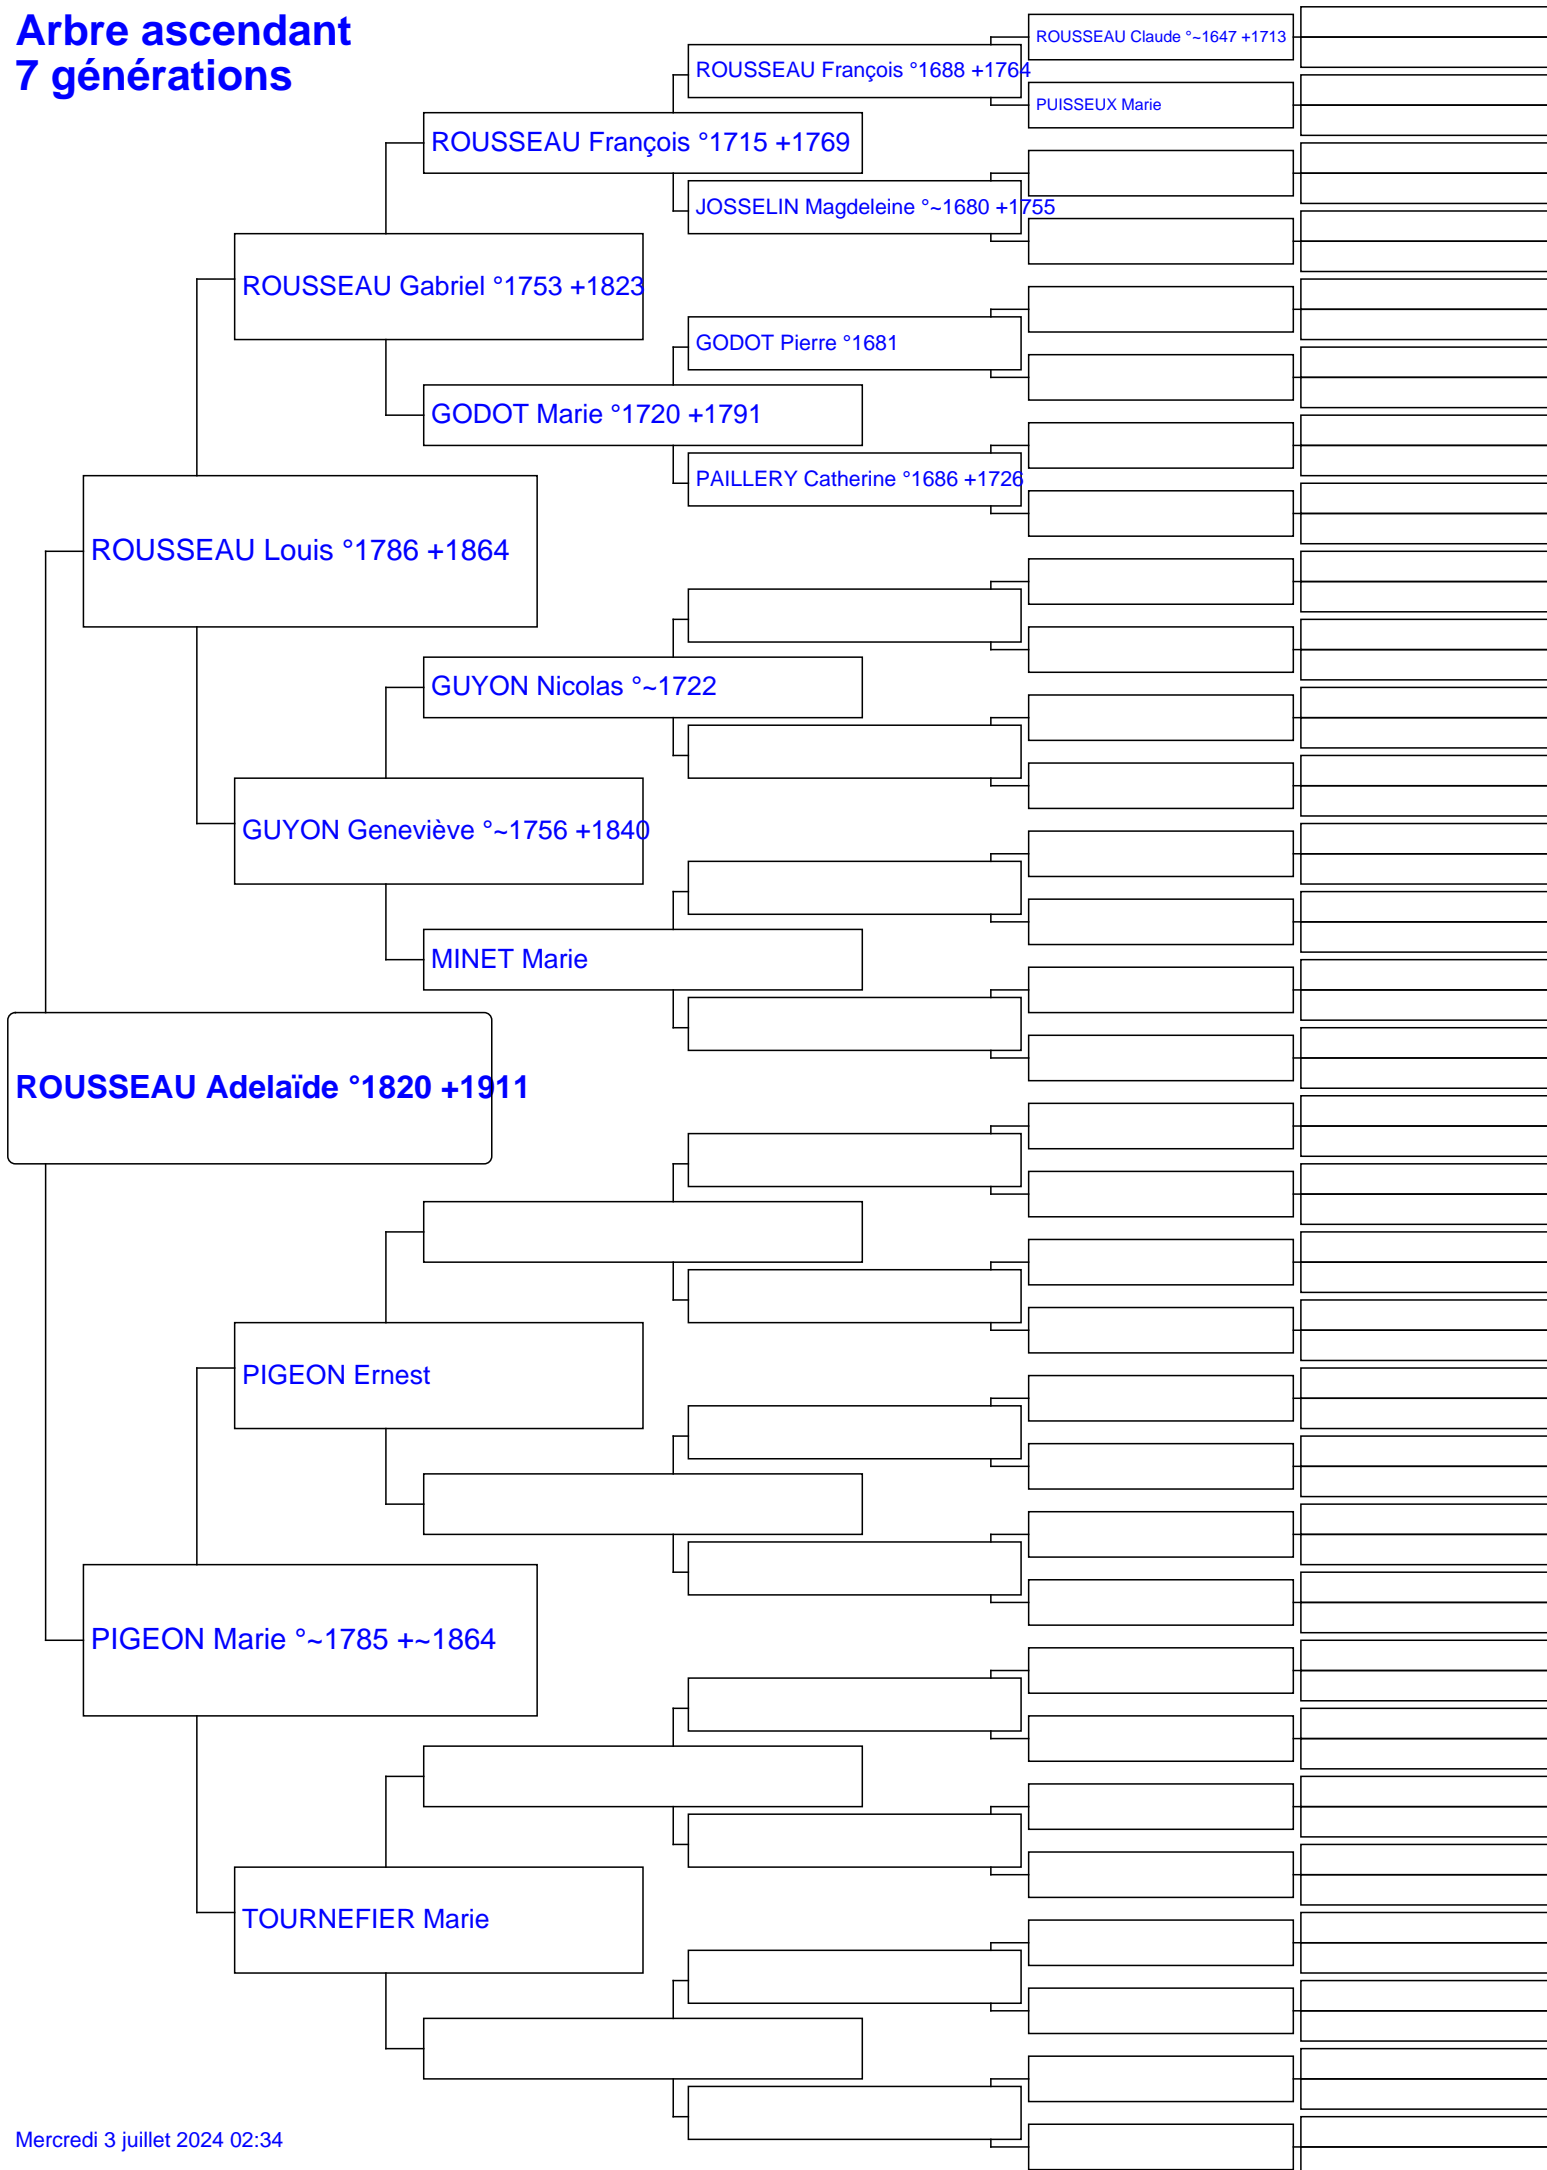 Arbre ascendant
7 générations
ROUSSEAU Claude °~1647 +1713
ROUSSEAU François °1688 +1764
PUISSEUX Marie
ROUSSEAU François °1715 +1769
JOSSELIN Magdeleine °~1680 +1755
ROUSSEAU Gabriel °1753 +1823
GODOT Pierre °1681
GODOT Marie °1720 +1791
PAILLERY Catherine °1686 +1726
ROUSSEAU Louis °1786 +1864
GUYON Nicolas °~1722
GUYON Geneviève °~1756 +1840
MINET Marie
ROUSSEAU Adelaïde °1820 +1911
PIGEON Ernest
PIGEON Marie °~1785 +~1864
TOURNEFIER Marie
Mercredi 3 juillet 2024 02:34